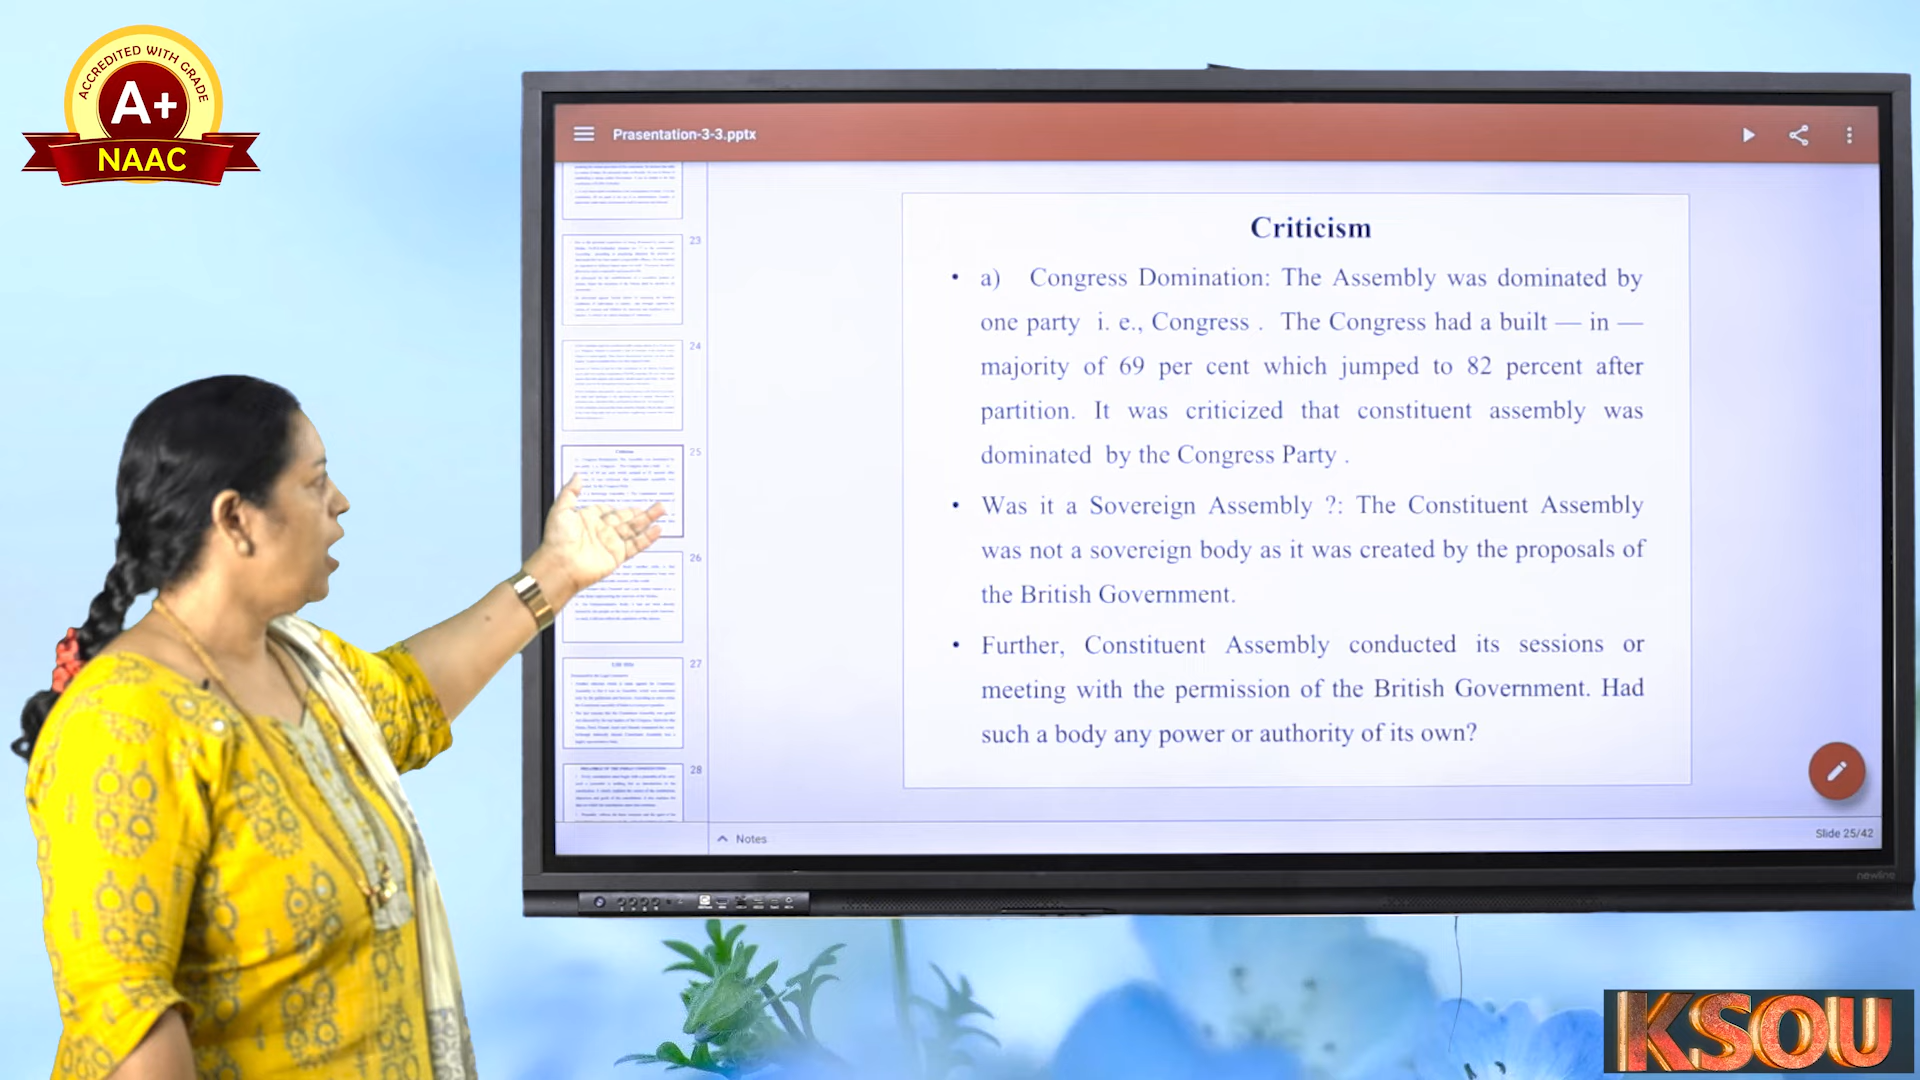 ACCREDITED WITH GRADE
A+
NAAC
Prasentation-3-3.pptx
23
24
25
26
27
28
Criticism
• a) Congress Domination: The Assembly was dominated by
one party i. e., Congress . The Congress had a built — in —
majority of 69 per cent which jumped to 82 percent after
partition. It was criticized that constituent assembly was
dominated by the Congress Party .
• Was it a Sovereign Assembly ?: The Constituent Assembly
was not a sovereign body as it was created by the proposals of
the British Government.
• Further, Constituent Assembly conducted its sessions or
meeting with the permission of the British Government. Had
such a body any power or authority of its own?
Notes
Slide 25/42
newline
KSOU